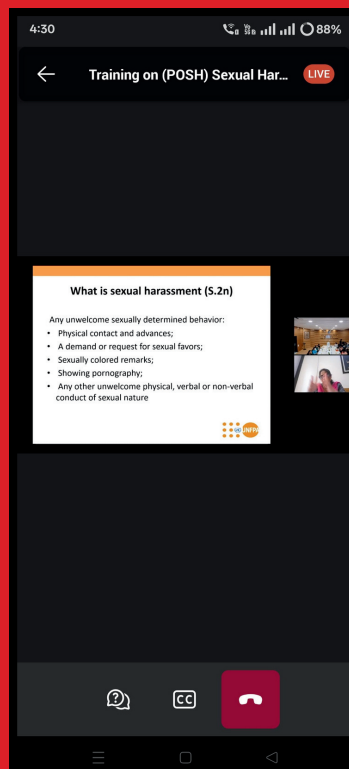 4:30
88%
Training on (POSH) Sexual Har...
LIVE
What is sexual harassment (S.2n)
Any unwelcome sexually determined behavior:
• Physical contact and advances;
• A demand or request for sexual favors;
• Sexually colored remarks;
• Showing pornography;
• Any other unwelcome physical, verbal or non-verbal
conduct of sexual nature
CC